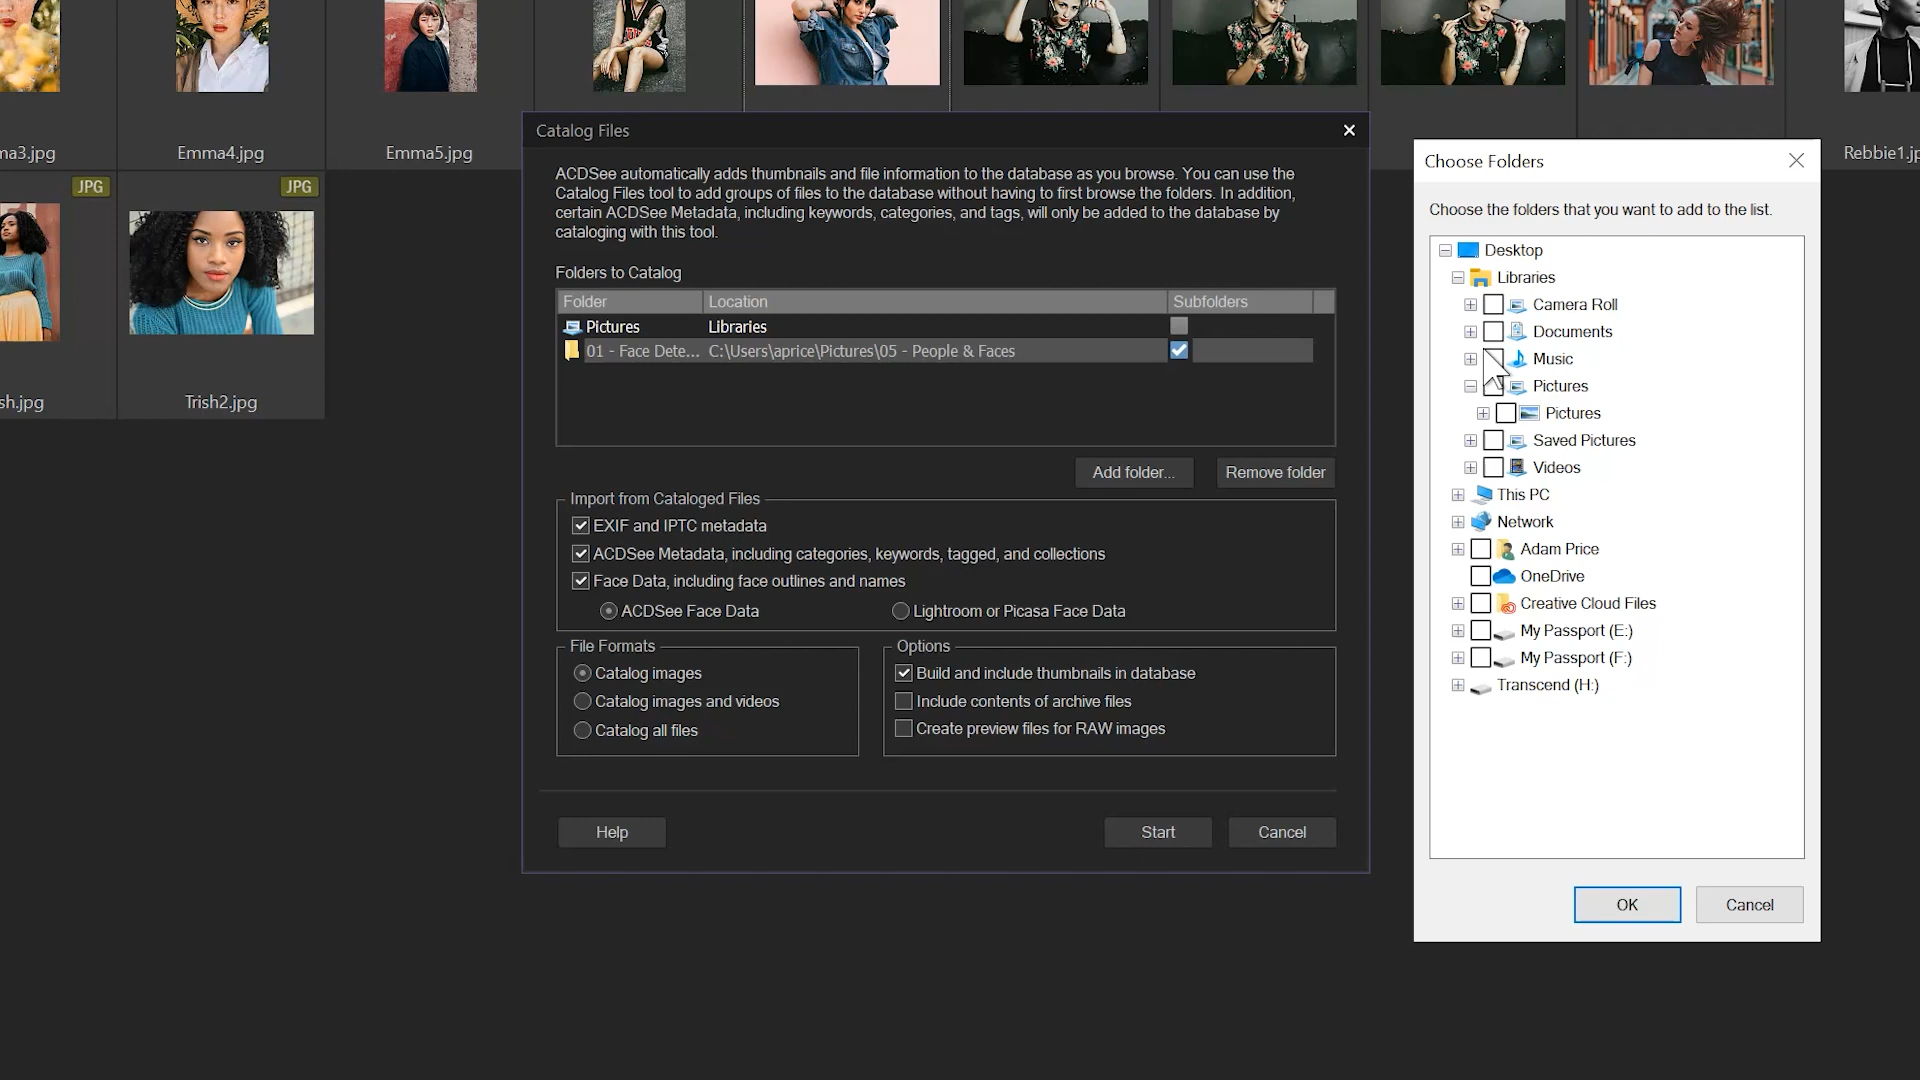 ma3.jpg
Emma4.jpg
Emma5.jpg
Rebbie1.jp
JPG
JPG
sh.jpg
Trish2.jpg
Catalog Files
ACDSee automatically adds thumbnails and file information to the database as you browse. You can use the
Catalog Files tool to add groups of files to the database without having to first browse the folders. In addition,
certain ACDSee Metadata, including keywords, categories, and tags, will only be added to the database by
cataloging with this tool.
Folders to Catalog
Folder Location Subfolders
Pictures Libraries
01 - Face Dete... C:\Users\aprice\Pictures\05 - People & Faces
Add folder... Remove folder
Import from Cataloged Files
EXIF and IPTC metadata
ACDSee Metadata, including categories, keywords, tagged, and collections
Face Data, including face outlines and names
ACDSee Face Data Lightroom or Picasa Face Data
File Formats
Catalog images
Catalog images and videos
Catalog all files
Options
Build and include thumbnails in database
Include contents of archive files
Create preview files for RAW images
Help Start Cancel
Choose Folders
Choose the folders that you want to add to the list.
Desktop
Libraries
Camera Roll
Documents
Music
Pictures
Pictures
Saved Pictures
Videos
This PC
Network
Adam Price
OneDrive
Creative Cloud Files
My Passport (E:)
My Passport (F:)
Transcend (H:)
OK Cancel